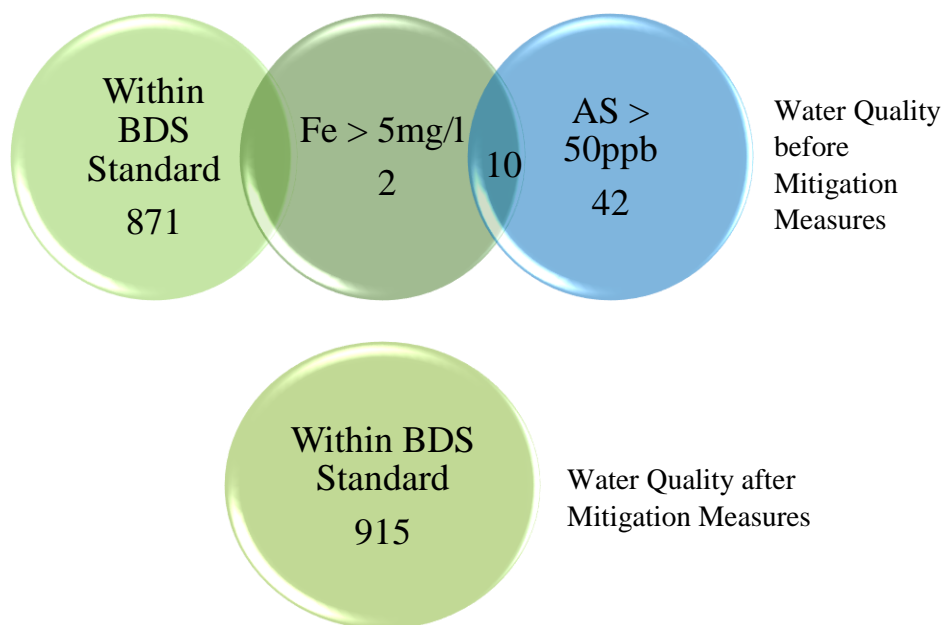 Within
BDS
Standard
871
Fe > 5mg/l
2
10
AS >
50ppb
42
Water Quality
before
Mitigation
Measures
Within BDS
Standard
915
Water Quality after
Mitigation Measures